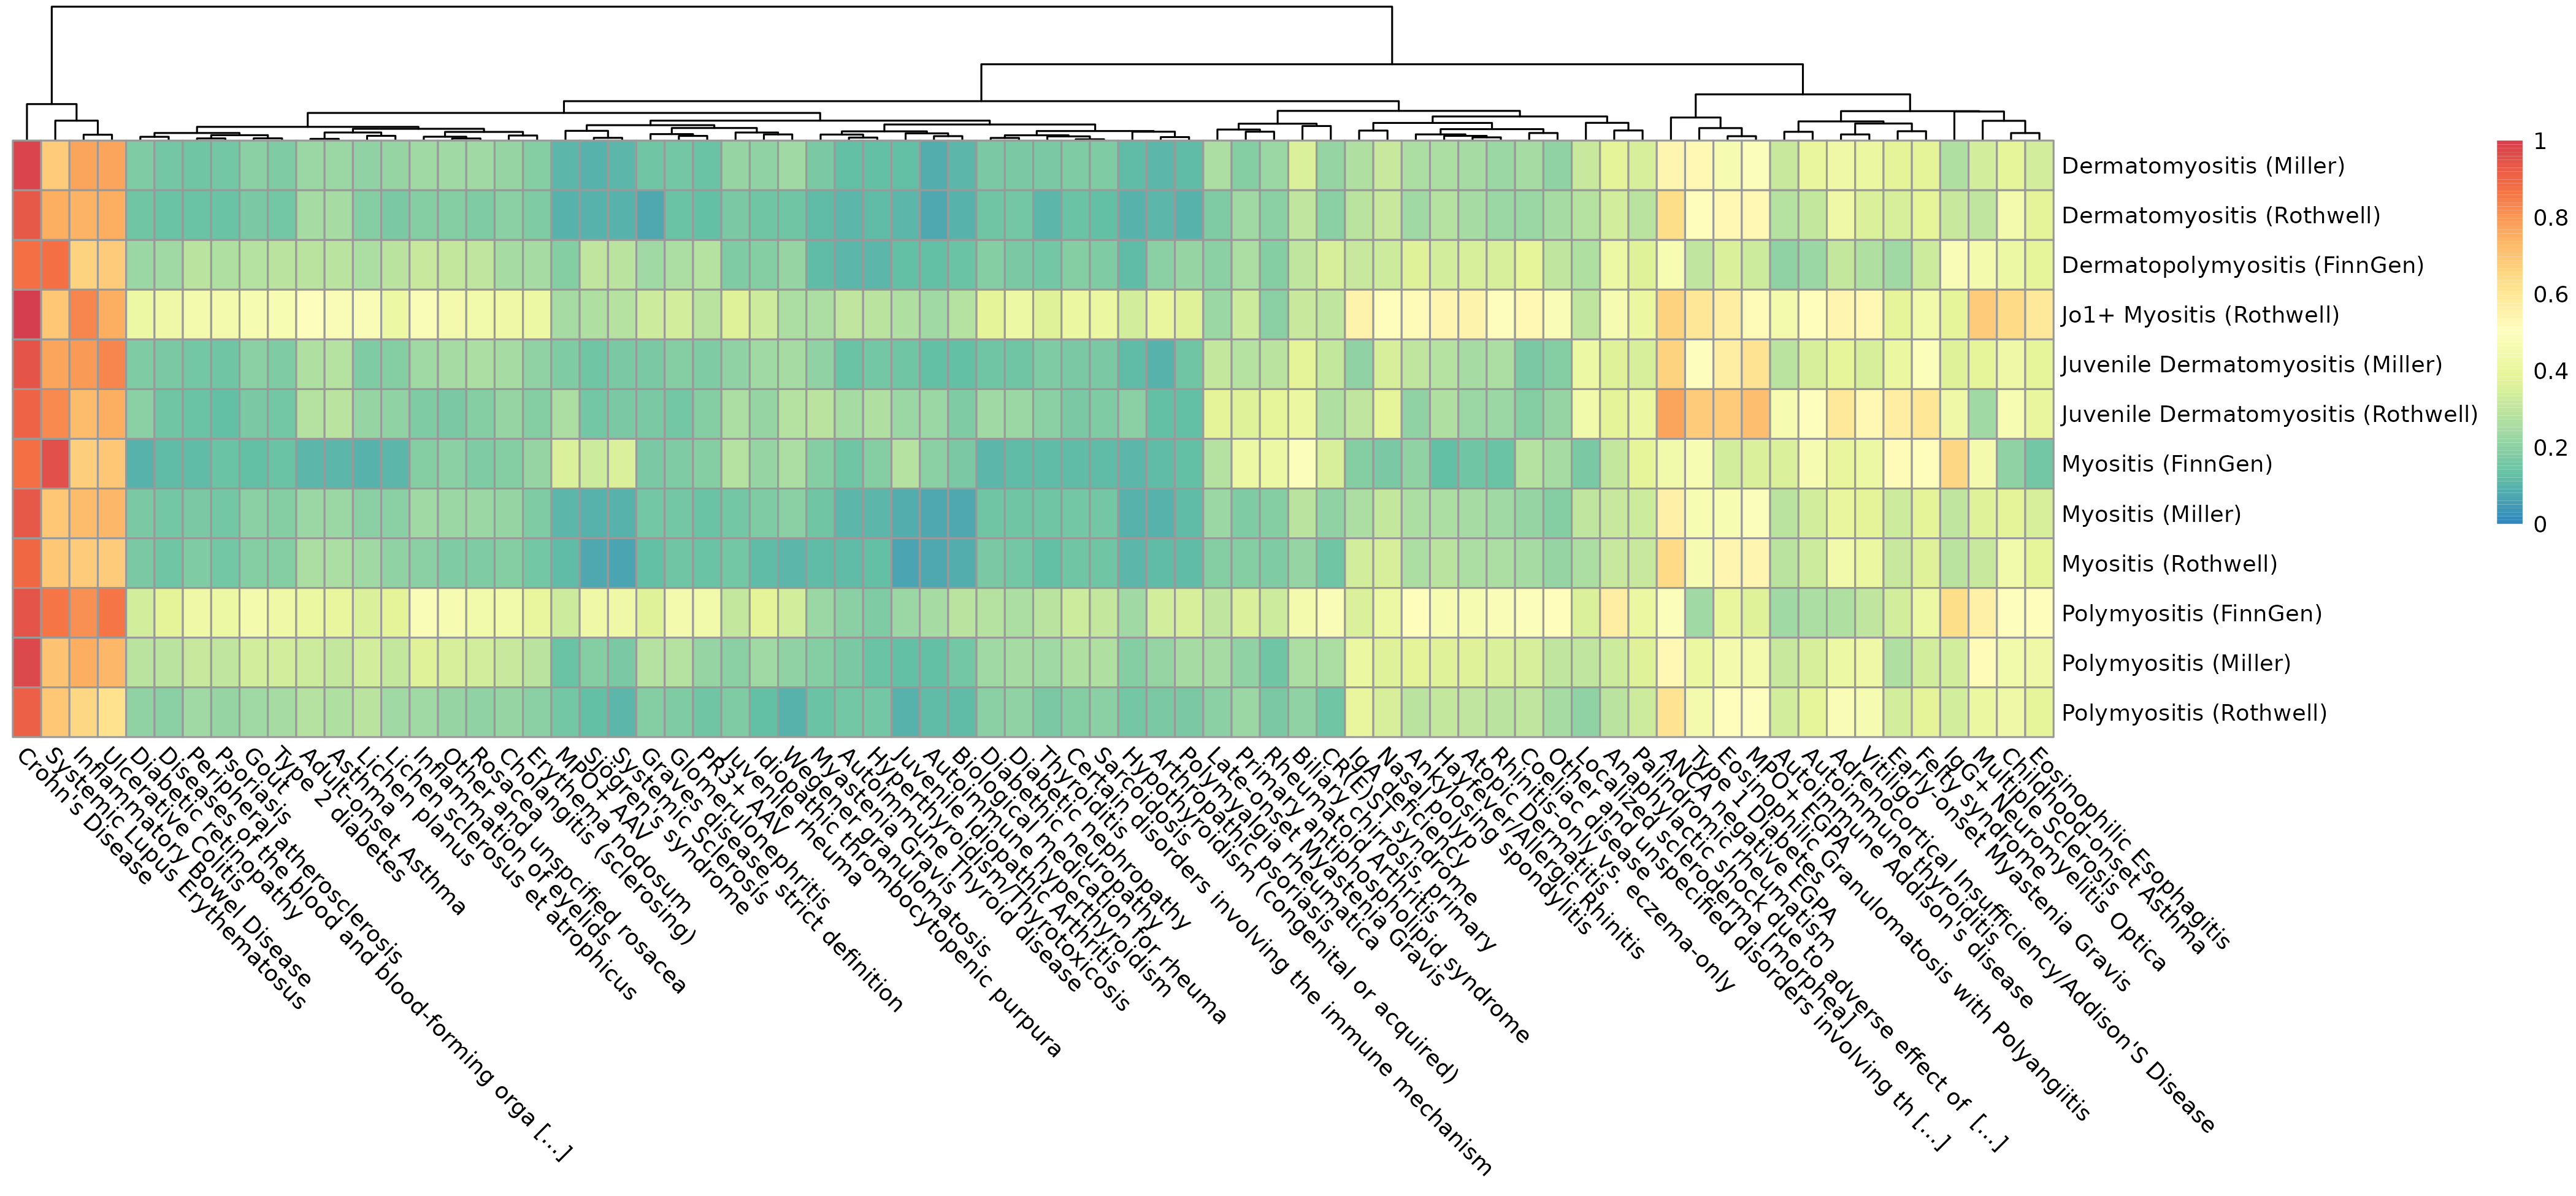 1
0.8
0.6
0.4
0.2
0
Dermatomyositis (Miller)
Dermatomyositis (Rothwell)
Dermatopolymyositis (FinnGen)
Jo1+ Myositis (Rothwell)
Juvenile Dermatomyositis (Miller)
Juvenile Dermatomyositis (Rothwell)
Myositis (FinnGen)
Myositis (Miller)
Myositis (Rothwell)
Polymyositis (FinnGen)
Polymyositis (Miller)
Polymyositis (Rothwell)
Crohn's Disease
Systemic Lupus Erythematosus
Inflammatory Bowel Disease
Ulcerative Colitis
Diabetic retinopathy
Diseases of the blood and blood-forming orga [...]
Peripheral atherosclerosis
Psoriasis
Gout
Type 2 diabetes
Adult-onset Asthma
Asthma
Lichen planus
Lichen sclerosus et atrophicus
Inflammation of eyelids
Other and unspcified rosacea
Rosacea
Cholangitis (sclerosing)
Erythema nodosum
MPO+ AAV
Sjögren's syndrome
Systemic Sclerosis
Graves disease, strict definition
Glomerulonephritis
PR3+ AAV
Juvenile rheuma
Idiopathic thrombocytopenic purpura
Wegener granulomatosis
Myasthenia Gravis
Autoimmune Thyroid disease
Hyperthyroidism/Thyrotoxicosis
Juvenile Idiopathic Arthritis
Autoimmune hyperthyroidism
Biological medication for rheuma
Diabetic neuropathy
Diabetic nephropathy
Thyroiditis
Certain disorders involving the immune mechanism
Sarcoidosis
Hypothyroidism (congenital or acquired)
Arthropathic psoriasis
Polymyalgia rheumatica
Late-onset Myastenia Gravis
Primary antiphospholid syndrome
Rheumatoid Arthritis
Biliary chirrosis, primary
CR(E)ST syndrome
IgA deficiency
Nasal polyp
Ankylosing spondylitis
Hayfever/Allergic Rhinitis
Atopic Dermatitis
Rhinitis-only vs. eczema-only
Coeliac disease
Other and unspecified disorders involving th [...]
Localized scleroderma [morphea]
Anaphylactic shock due to adverse effect of [...]
Palindromic rheumatism
ANCA negative EGPA
Type 1 Diabetes
Eosinophilic Granulomatosis with Polyangiitis
MPO+ EGPA
Autoimmune Addison's disease
Autoimmune thyroiditis
Adrenocortical Insufficiency/Addison'S Disease
Vitiligo
Early-onset Myastenia Gravis
Felty syndrome
IgG+ Neuromyelitis Optica
Multiple Sclerosis
Childhood-onset Asthma
Eosinophilic Esophagitis